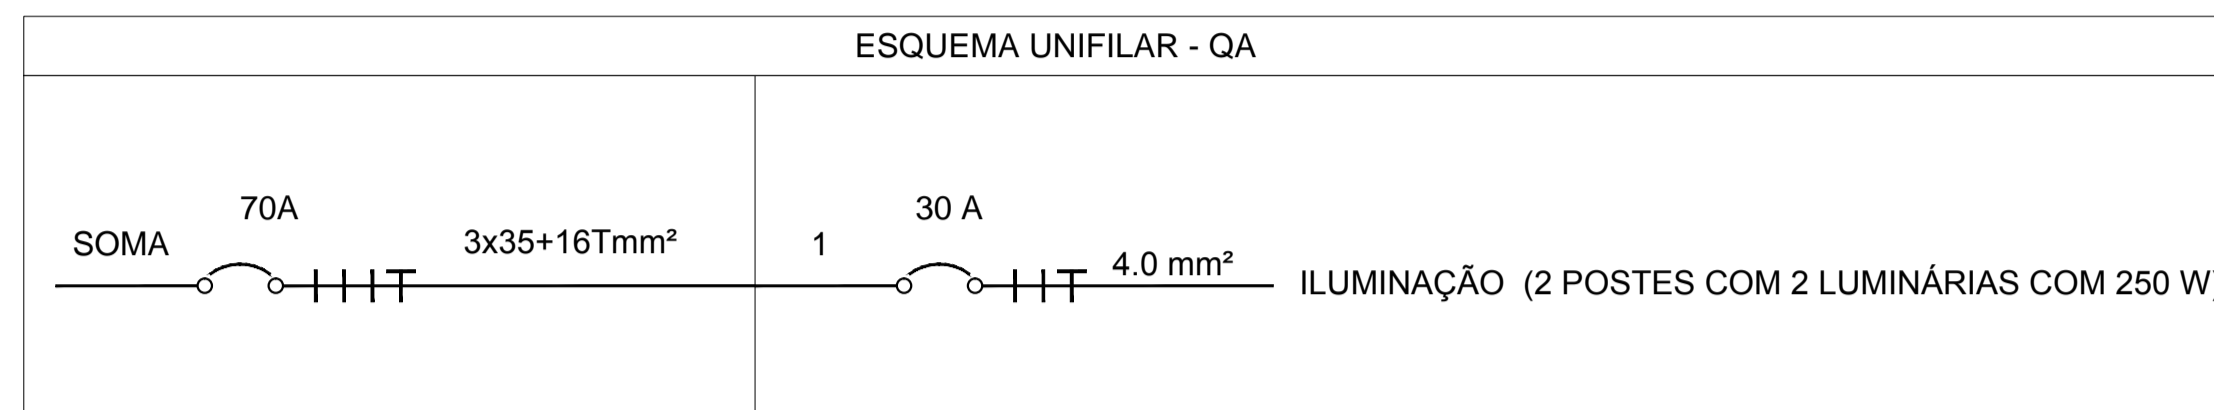 ESQUEMA UNIFILAR - QA
70A
SOMA
3x35+16Tmm²
1
30 A
4.0 mm²
ILUMINAÇÃO (2 POSTES COM 2 LUMINÁRIAS COM 250 W)